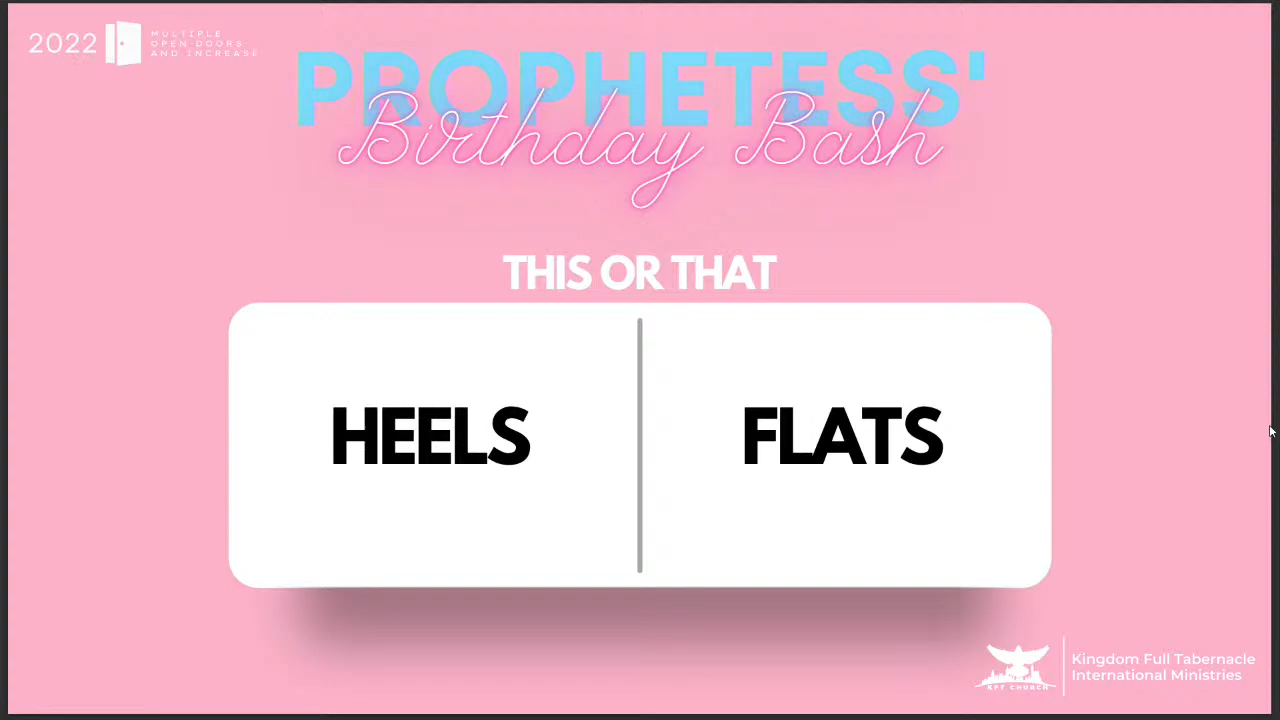 2022
MULTIPLE
OPEN-DOORS
AND INCREASE
PROPHETESS'
Birthday Bash
THIS OR THAT
HEELS
FLATS
KFT CHURCH
Kingdom Full Tabernacle
International Ministries